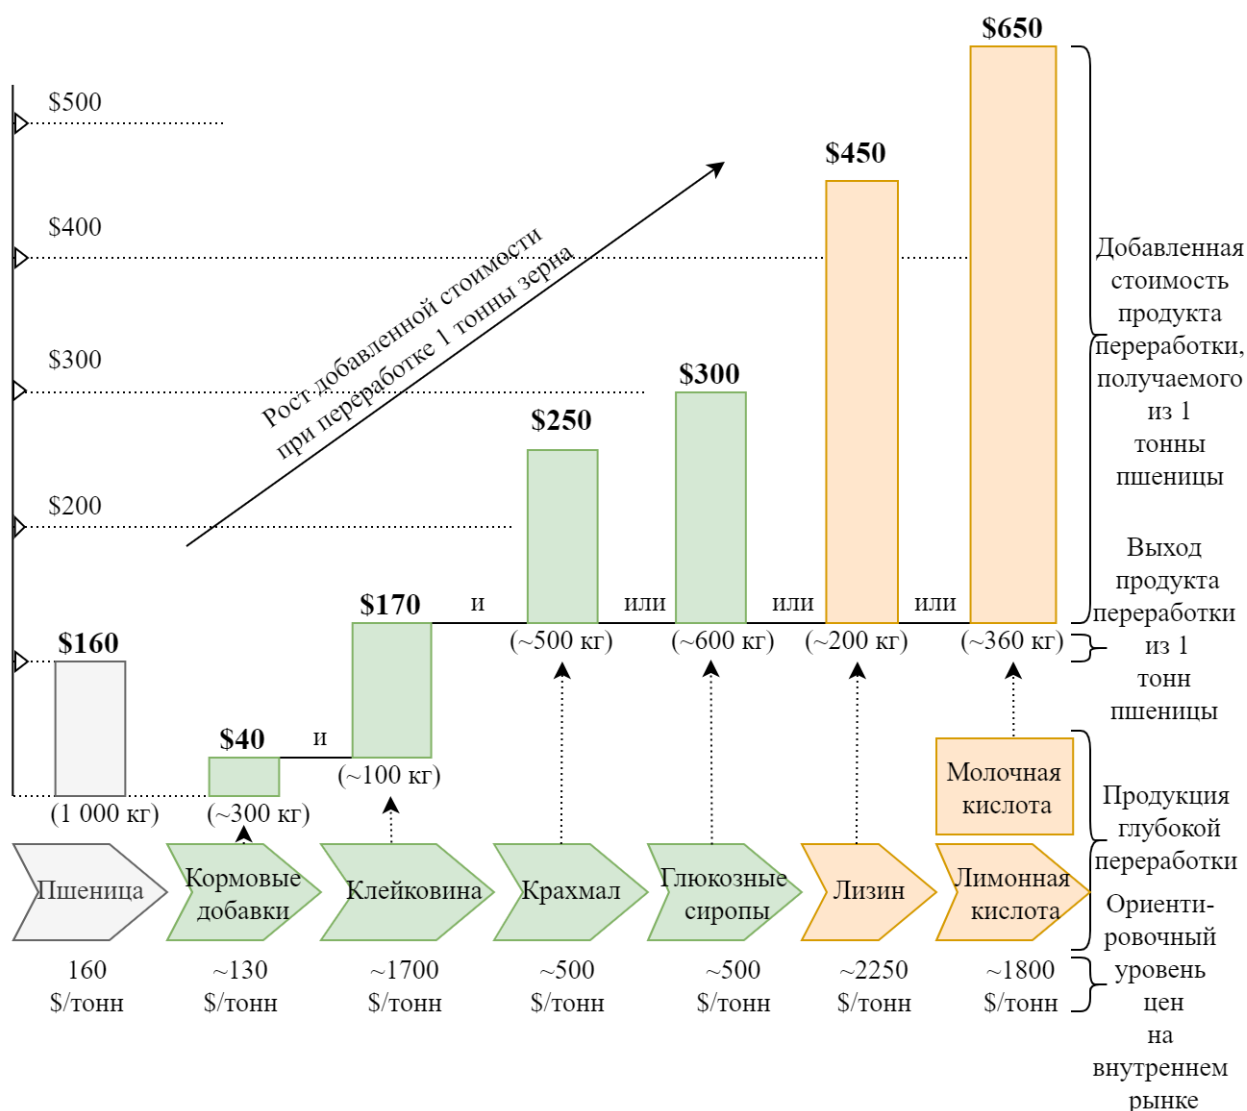 $650
$500
$450
$400
Рост добавленной стоимости
при переработке 1 тонны зерна
Добавленная
стоимость
продукта
переработки,
получаемого
из 1
тонны
пшеницы
$300
$300
$250
$200
$170
и
или
или
или
$160
(~500 кг)
(~600 кг)
(~200 кг)
(~360 кг)
Выход
продукта
переработки
из 1
тонн
пшеницы
$40
и
(~100 кг)
(1 000 кг)
(~300 кг)
Молочная
кислота
Продукция
глубокой
переработки
Пшеница
Кормовые
добавки
Клейковина
Крахмал
Глюкозные
сиропы
Лизин
Лимонная
кислота
160
$/тонн
~130
$/тонн
~1700
$/тонн
~500
$/тонн
~500
$/тонн
~2250
$/тонн
~1800
$/тонн
Ориенти-
ровочный
уровень
цен
на
внутреннем
рынке